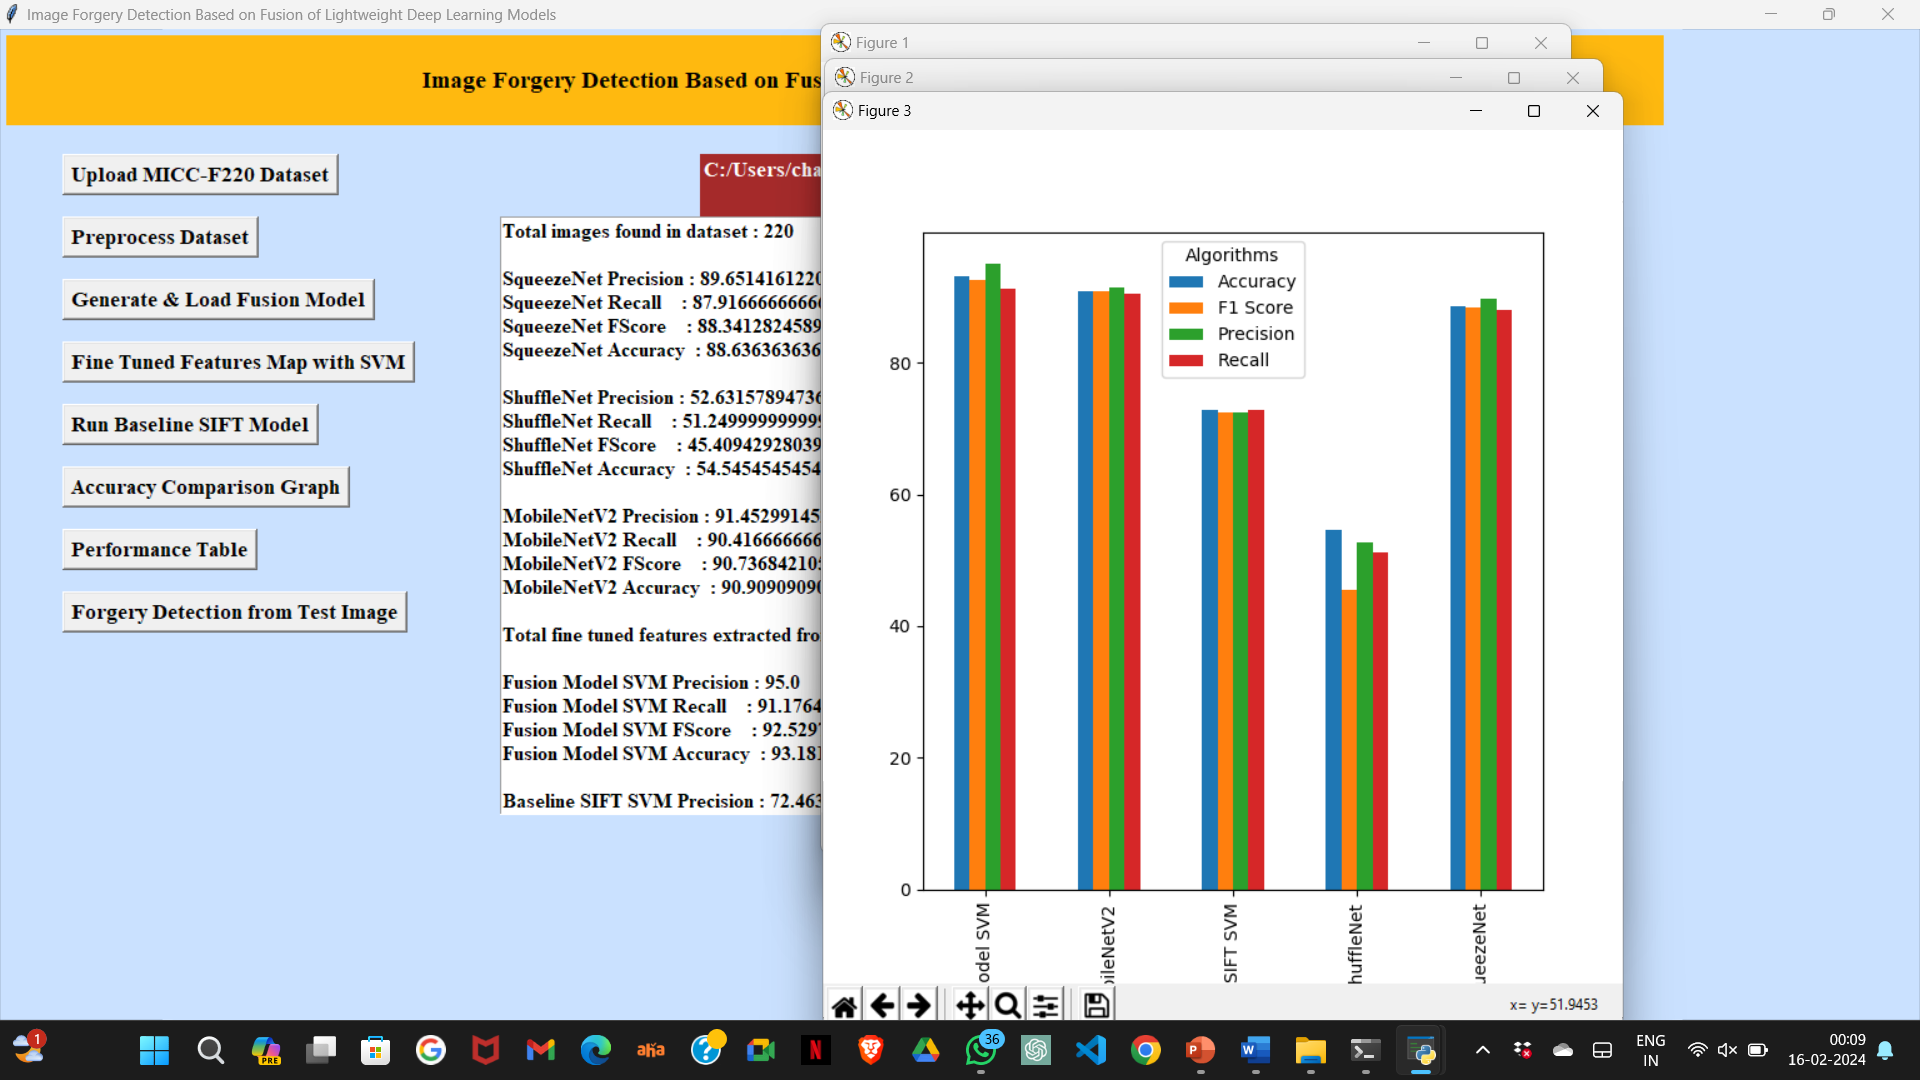 Image Forgery Detection Based on Fusion of Lightweight Deep Learning Models
Image Forgery Detection Based on Fus
Upload MICC-F220 Dataset
Preprocess Dataset
Generate & Load Fusion Model
Fine Tuned Features Map with SVM
Run Baseline SIFT Model
Accuracy Comparison Graph
Performance Table
Forgery Detection from Test Image
C:/Users/cha
Total images found in dataset : 220
SqueezeNet Precision : 89.6514161220
SqueezeNet Recall : 87.9166666666
SqueezeNet FScore : 88.3412824589
SqueezeNet Accuracy : 88.636363636
ShuffleNet Precision : 52.6315789473
ShuffleNet Recall : 51.249999999999
ShuffleNet FScore : 45.40942928039
ShuffleNet Accuracy : 54.5454545454
MobileNetV2 Precision : 91.45299145
MobileNetV2 Recall : 90.416666666
MobileNetV2 FScore : 90.73684210
MobileNetV2 Accuracy : 90.90909090
Total fine tuned features extracted fro
Fusion Model SVM Precision : 95.0
Fusion Model SVM Recall : 91.1764
Fusion Model SVM FScore : 92.529
Fusion Model SVM Accuracy : 93.181
Baseline SIFT SVM Precision : 72.463
Figure 1
Figure 2
Figure 3
Algorithms
Accuracy
F1 Score
Precision
Recall
80
60
40
20
0
odel SVM
ileNetV2
SIFT SVM
huffleNet
ueezeNet
x= y=51.9453
1
PRE
aha
36
ENG
IN
00:09
16-02-2024